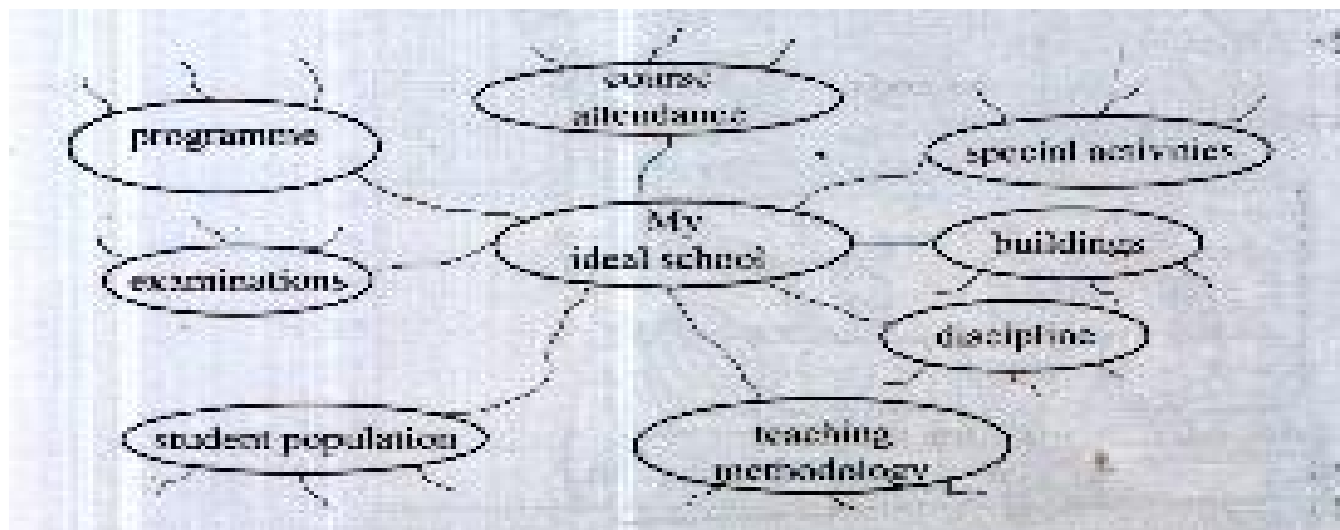 course
attendance
programme
special activities
My
ideal school
buildings
examinations
discipline
student population
teaching
methodology